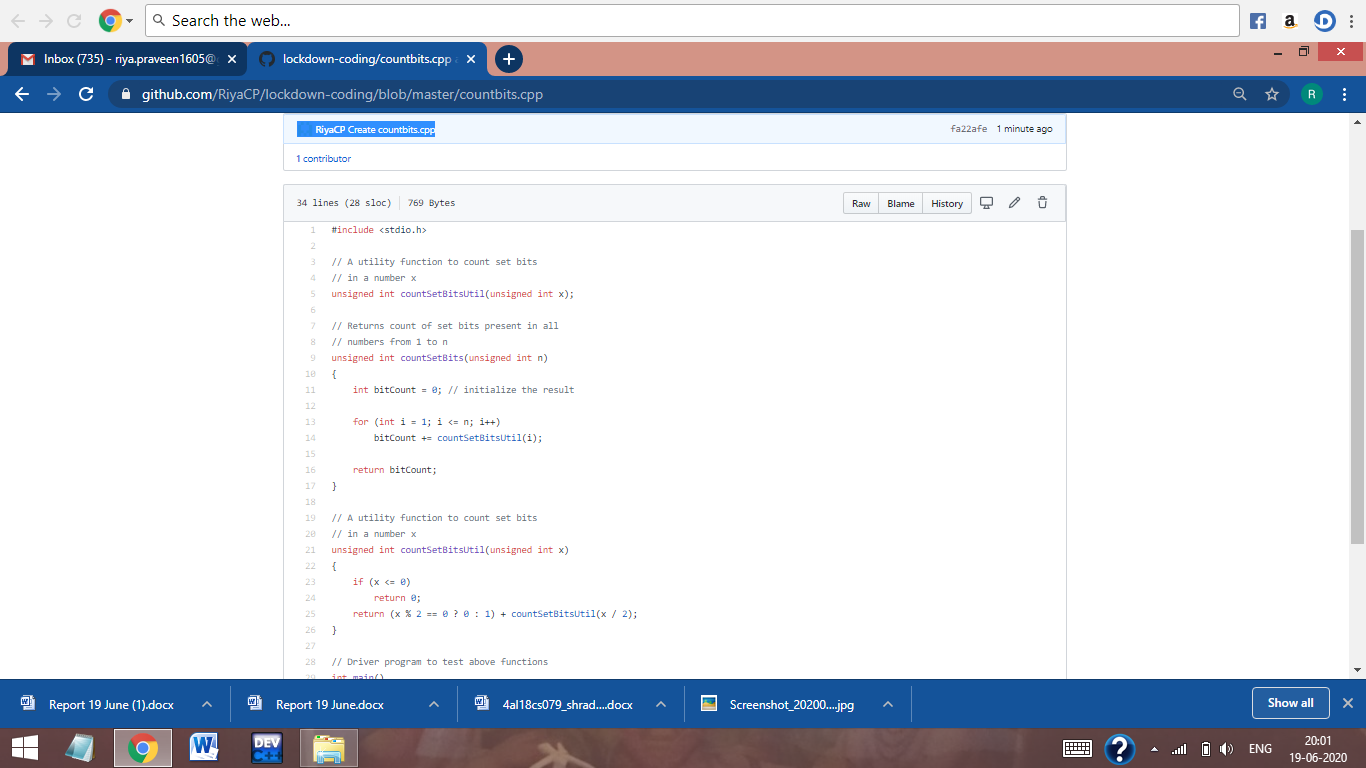 Search the web...
Inbox (735) - riya.praveen1605@
lockdown-coding/countbits.cpp
github.com/RiyaCP/lockdown-coding/blob/master/countbits.cpp
R
RiyaCP Create countbits.cpp
fa22afe 1 minute ago
1 contributor
34 lines (28 sloc) 769 Bytes
Raw Blame History
1 #include <stdio.h>
2
3 // A utility function to count set bits
4 // in a number x
5 unsigned int countSetBitsUtil(unsigned int x);
6
7 // Returns count of set bits present in all
8 // numbers from 1 to n
9 unsigned int countSetBits(unsigned int n)
10 {
11     int bitCount = 0; // initialize the result
12
13     for (int i = 1; i <= n; i++)
14         bitCount += countSetBitsUtil(i);
15
16     return bitCount;
17 }
18
19 // A utility function to count set bits
20 // in a number x
21 unsigned int countSetBitsUtil(unsigned int x)
22 {
23     if (x <= 0)
24         return 0;
25     return (x % 2 == 0 ? 0 : 1) + countSetBitsUtil(x / 2);
26 }
27
28 // Driver program to test above functions
29 int main()
Report 19 June (1).docx
Report 19 June.docx
4al18cs079_shrad....docx
Screenshot_20200....jpg
Show all
DEV
ENG
20:01
19-06-2020